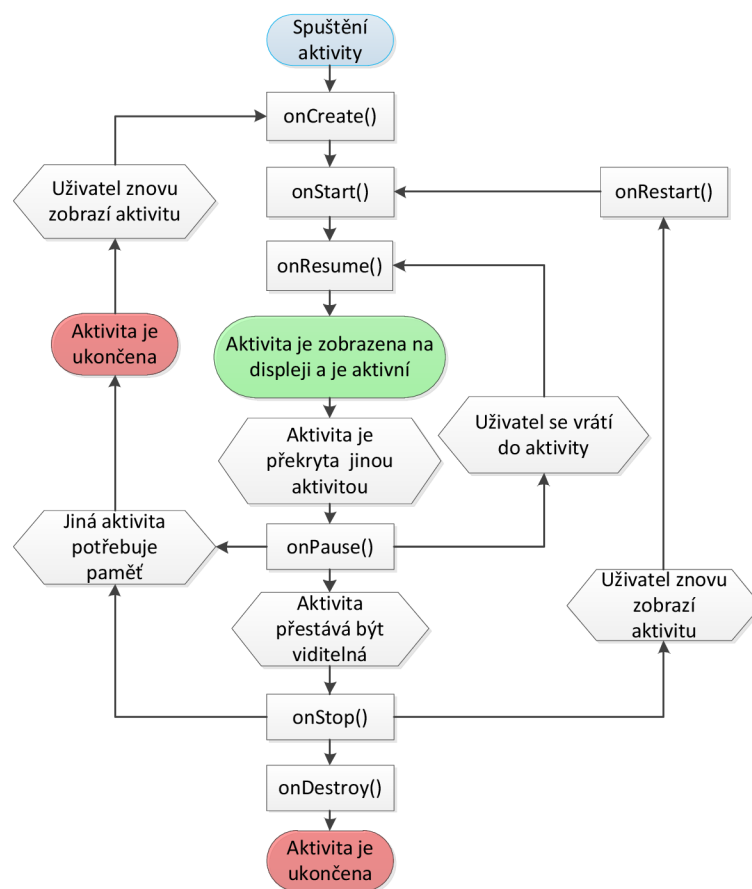 Spuštění
aktivity
onCreate()
Uživatel znovu
zobrazí aktivitu
onStart()
onRestart()
onResume()
Aktivita je
ukončena
Aktivita je zobrazena na
displeji a je aktivní
Aktivita je
překryta  jinou
aktivitou
Uživatel se vrátí
do aktivity
Jiná aktivita
potřebuje
paměť
onPause()
Aktivita
přestává být
viditelná
Uživatel znovu
zobrazí
aktivitu
onStop()
onDestroy()
Aktivita je
ukončena